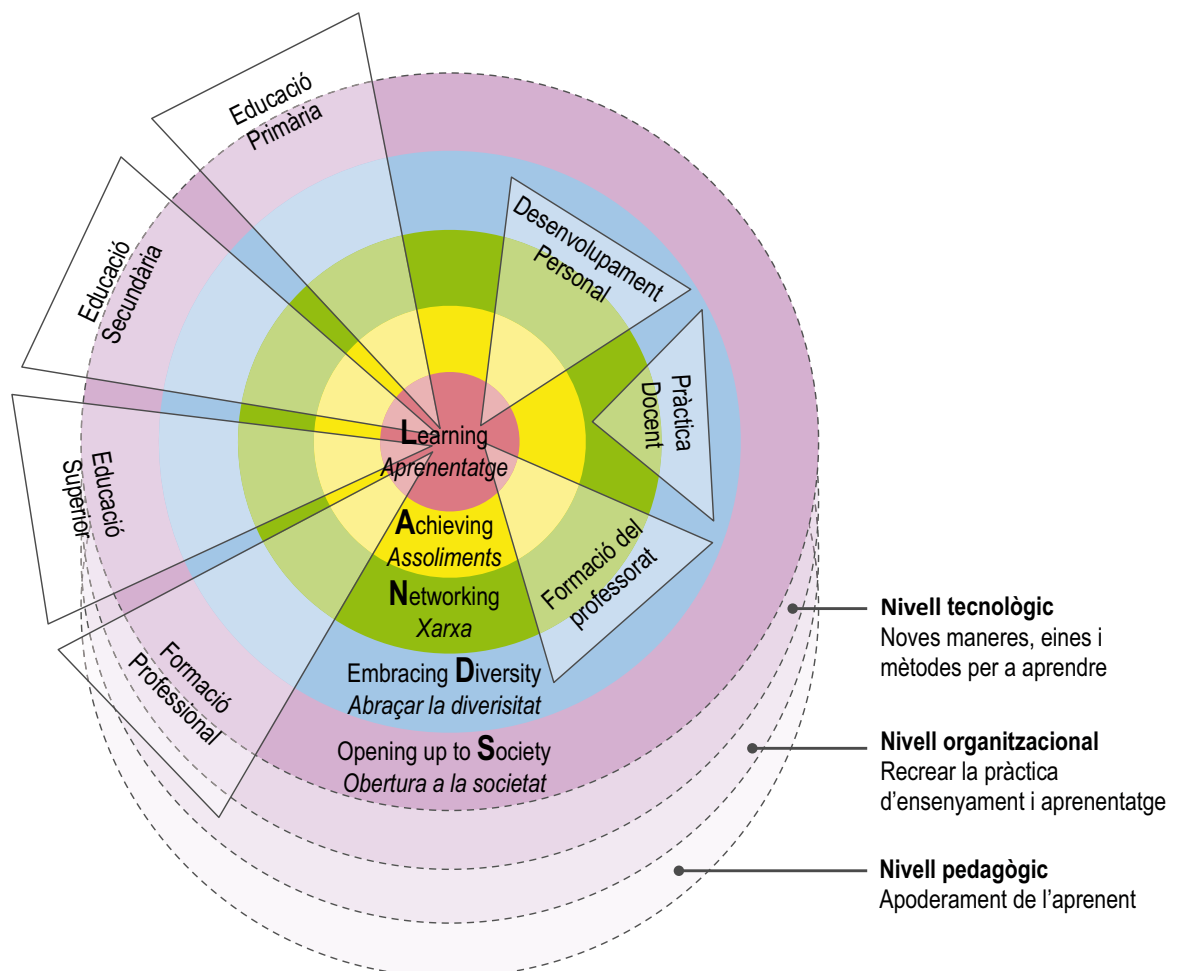 Educació
Primària
Educació
Secundària
Educació
Superior
Formació
Professional
Desenvolupament
Personal
Pràctica
Docent
Formació del
professorat
Learning
Aprenentatge
Achieving
Assoliments
Networking
Xarxa
Embracing Diversity
Abraçar la diverisitat
Opening up to Society
Obertura a la societat
Nivell tecnològic
Noves maneres, eines i
mètodes per a aprendre
Nivell organitzacional
Recrear la pràctica
d'ensenyament i aprenentatge
Nivell pedagògic
Apoderament de l'aprenent